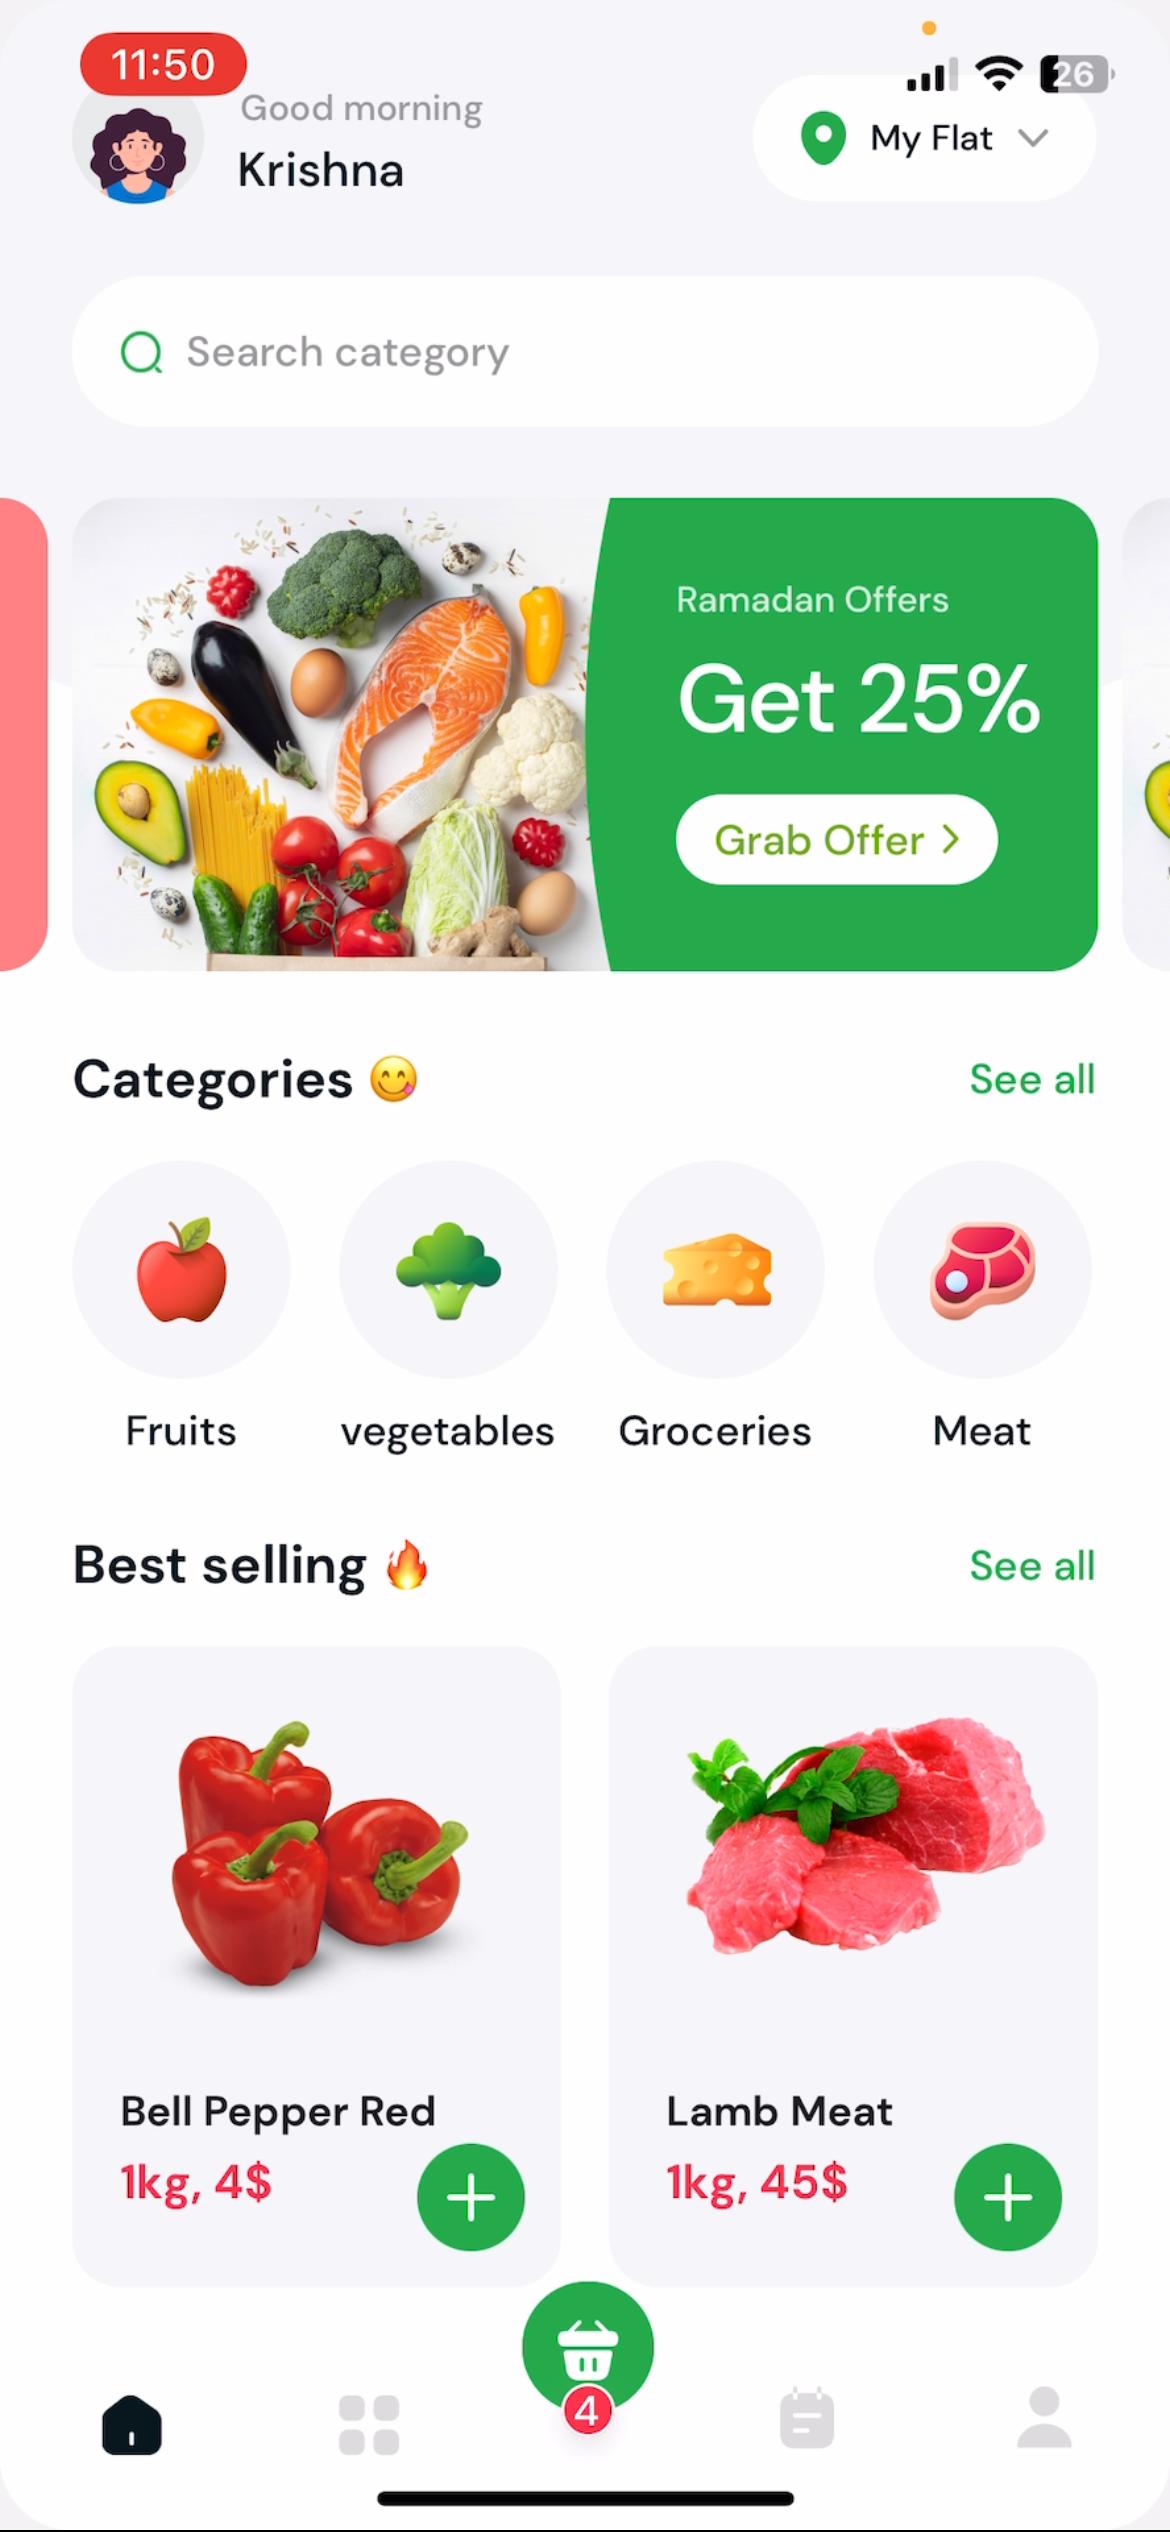 11:50
26
Good morning
Krishna
My Flat
Search category
Ramadan Offers
Get 25%
Grab Offer
Categories 😋
See all
Fruits
vegetables
Groceries
Meat
Best selling 🔥
See all
Bell Pepper Red
1kg, 4$
Lamb Meat
1kg, 45$
4